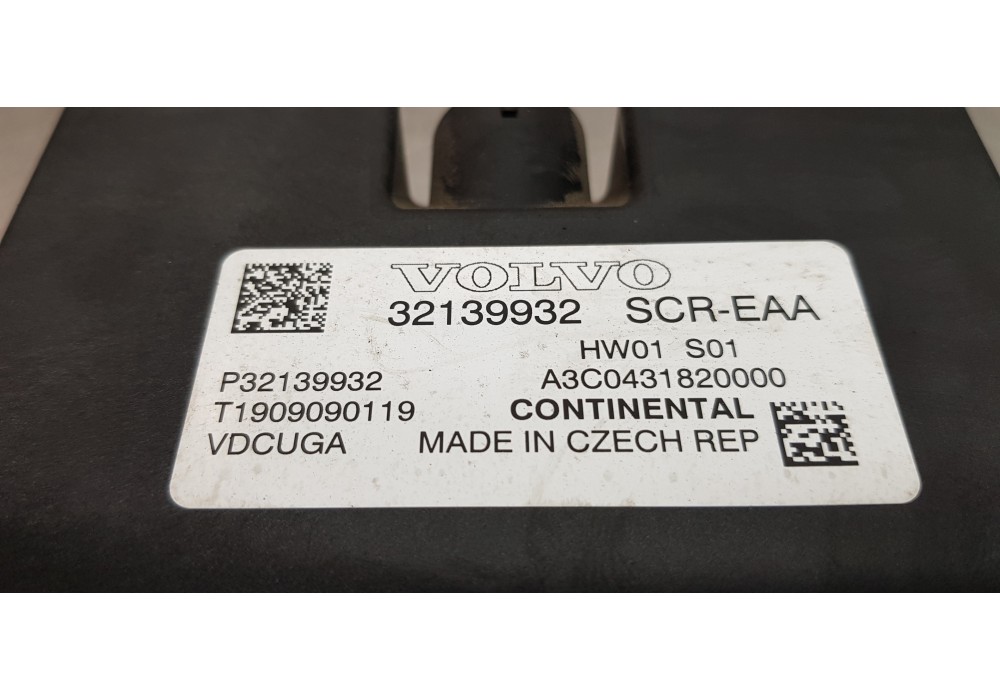 VOLVO
32139932 SCR-EAA
HW01 S01
P32139932 A3C0431820000
T1909090119 CONTINENTAL
VDCUGA MADE IN CZECH REP